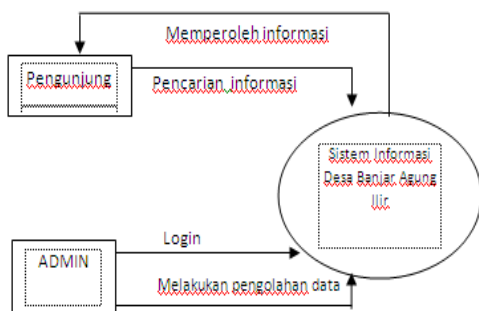 Memperoleh informasi
Pengunjung
Pencarian informasi
Sistem Informasi
Desa Banjar Agung
Ilir
Login
ADMIN
Melakukan pengolahan data